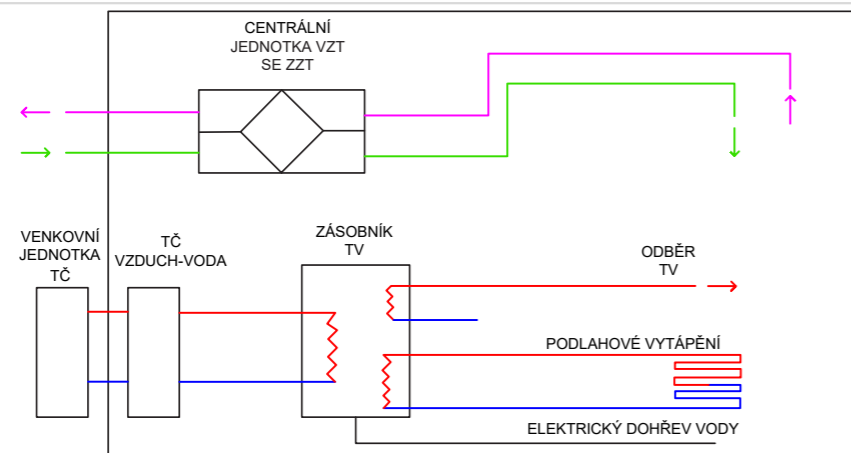 CENTRÁLNÍ
JEDNOTKA VZT
SE ZZT
VENKOVNÍ
JEDNOTKA
TČ
TČ
VZDUCH-VODA
ZÁSOBNÍK
TV
ODBĚR
TV
PODLAHOVÉ VYTÁPĚNÍ
ELEKTRICKÝ DOHŘEV VODY